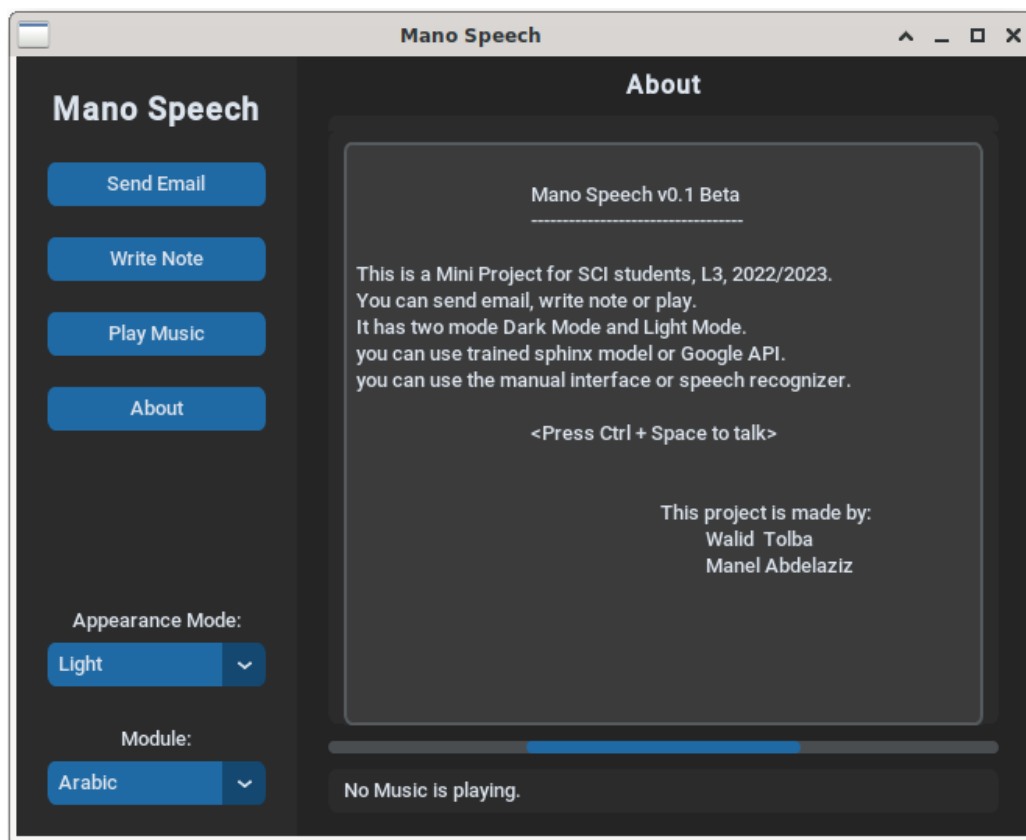 Mano Speech
Mano Speech
Send Email
Write Note
Play Music
About
Appearance Mode:
Light
Module:
Arabic
About
Mano Speech v0.1 Beta
----------------------------------
This is a Mini Project for SCI students, L3, 2022/2023.
You can send email, write note or play.
It has two mode Dark Mode and Light Mode.
you can use trained sphinx model or Google API.
you can use the manual interface or speech recognizer.
<Press Ctrl + Space to talk>
This project is made by:
Walid  Tolba
Manel Abdelaziz
No Music is playing.